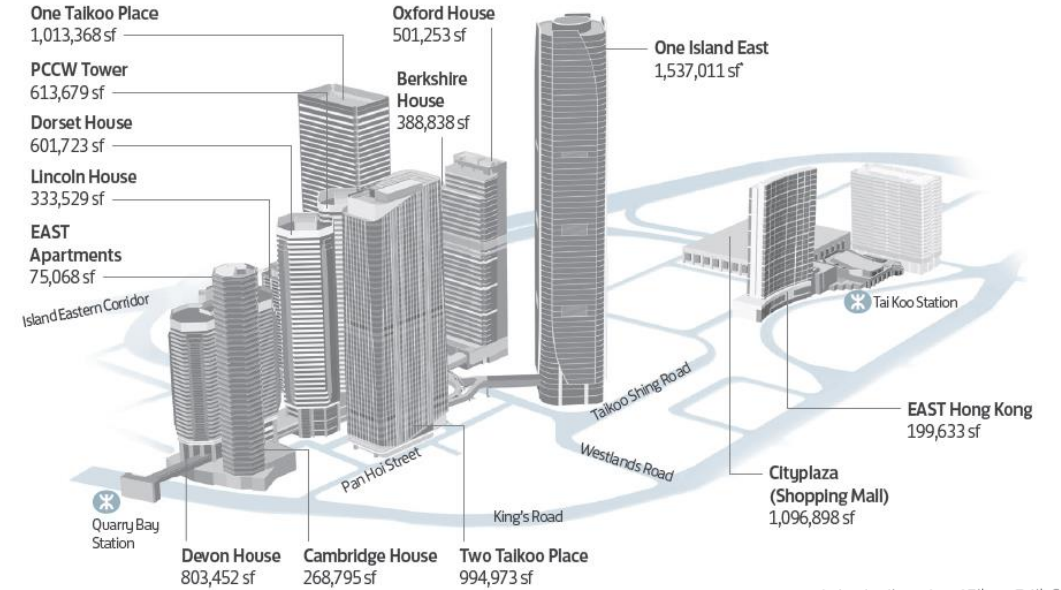 One Taikoo Place
1,013,368 sf
PCCW Tower
613,679 sf
Dorset House
601,723 sf
Lincoln House
333,529 sf
EAST
Apartments
75,068 sf
Oxford House
501,253 sf
Berkshire
House
388,838 sf
One Island East
1,537,011 sf*
Island Eastern Corridor
Tai Koo Station
Taikoo Shing Road
EAST Hong Kong
199,633 sf
Westlands Road
Pan Hoi Street
Cityplaza
(Shopping Mall)
1,096,898 sf
King's Road
Quarry Bay
Station
Devon House
803,452 sf
Cambridge House
268,795 sf
Two Taikoo Place
994,973 sf